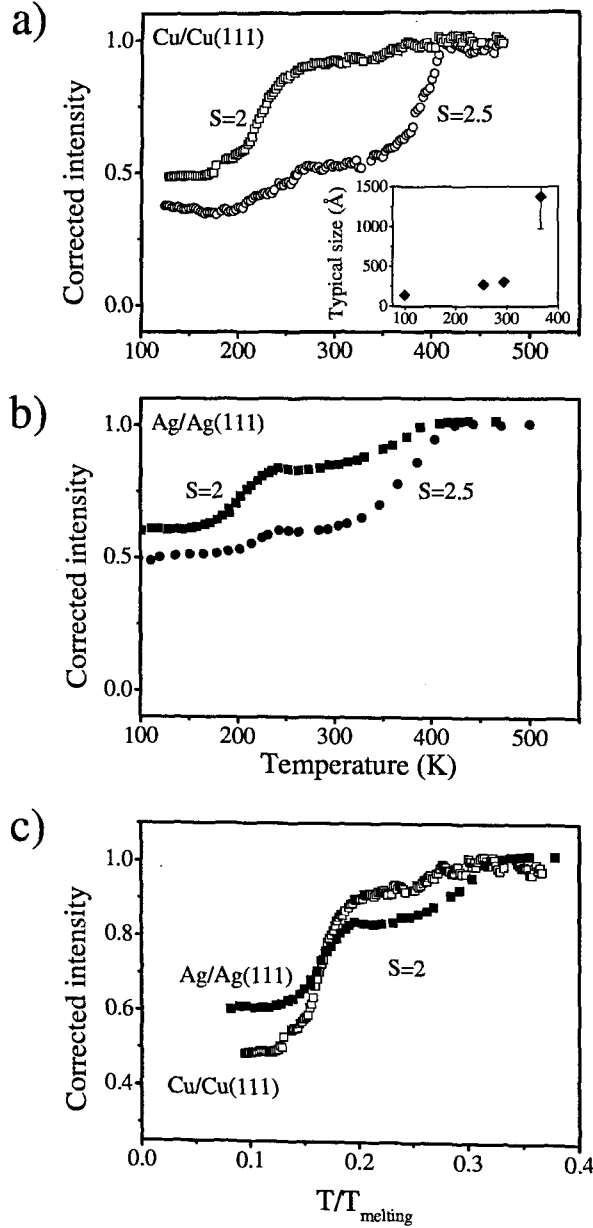 a)
Cu/Cu(111)
1.0
S=2
S=2.5
0.5
0.0
Corrected intensity
1500
1000
500
0
Typical size (Å)
100 200 300 400
100 200 300 400 500
b)
Ag/Ag(111)
1.0
S=2
S=2.5
0.5
0.0
Corrected intensity
100 200 300 400 500
Temperature (K)
c)
1.0
0.8
Ag/Ag(111)
S=2
0.6
Cu/Cu(111)
0.4
Corrected intensity
0.0 0.1 0.2 0.3 0.4
T/Tmelting